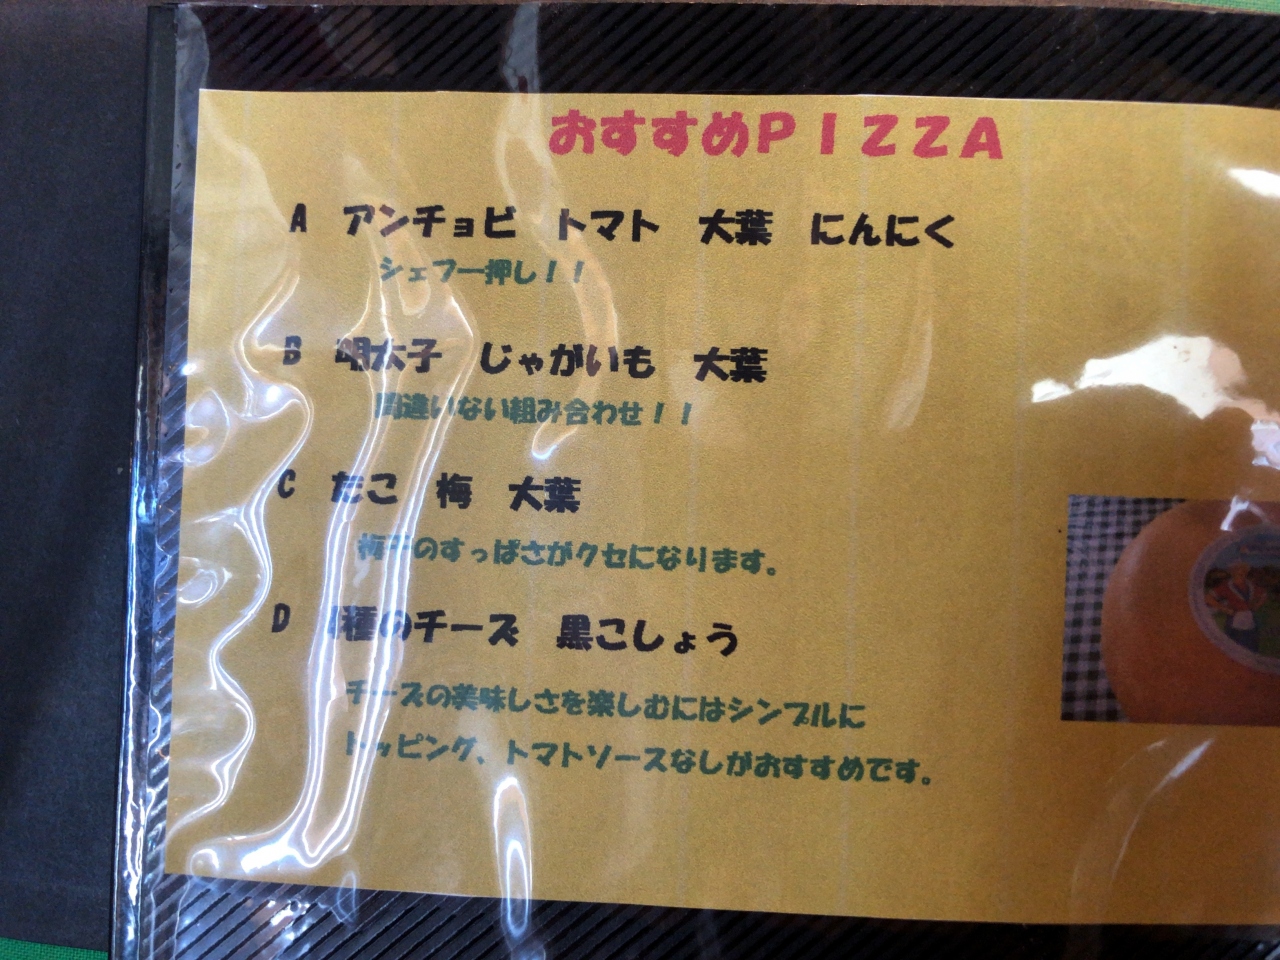 おすすめPIZZA
A アンチョビ トマト 大葉 にんにく
シェフ一押し！！
B 明太子 じゃがいも 大葉
間違いない組み合わせ！！
C たこ 梅 大葉
梅干のすっぱさがクセになります。
D 種のチーズ 黒こしょう
チーズの美味しさを楽しむにはシンプルに
トッピング、トマトソースなしがおすすめです。